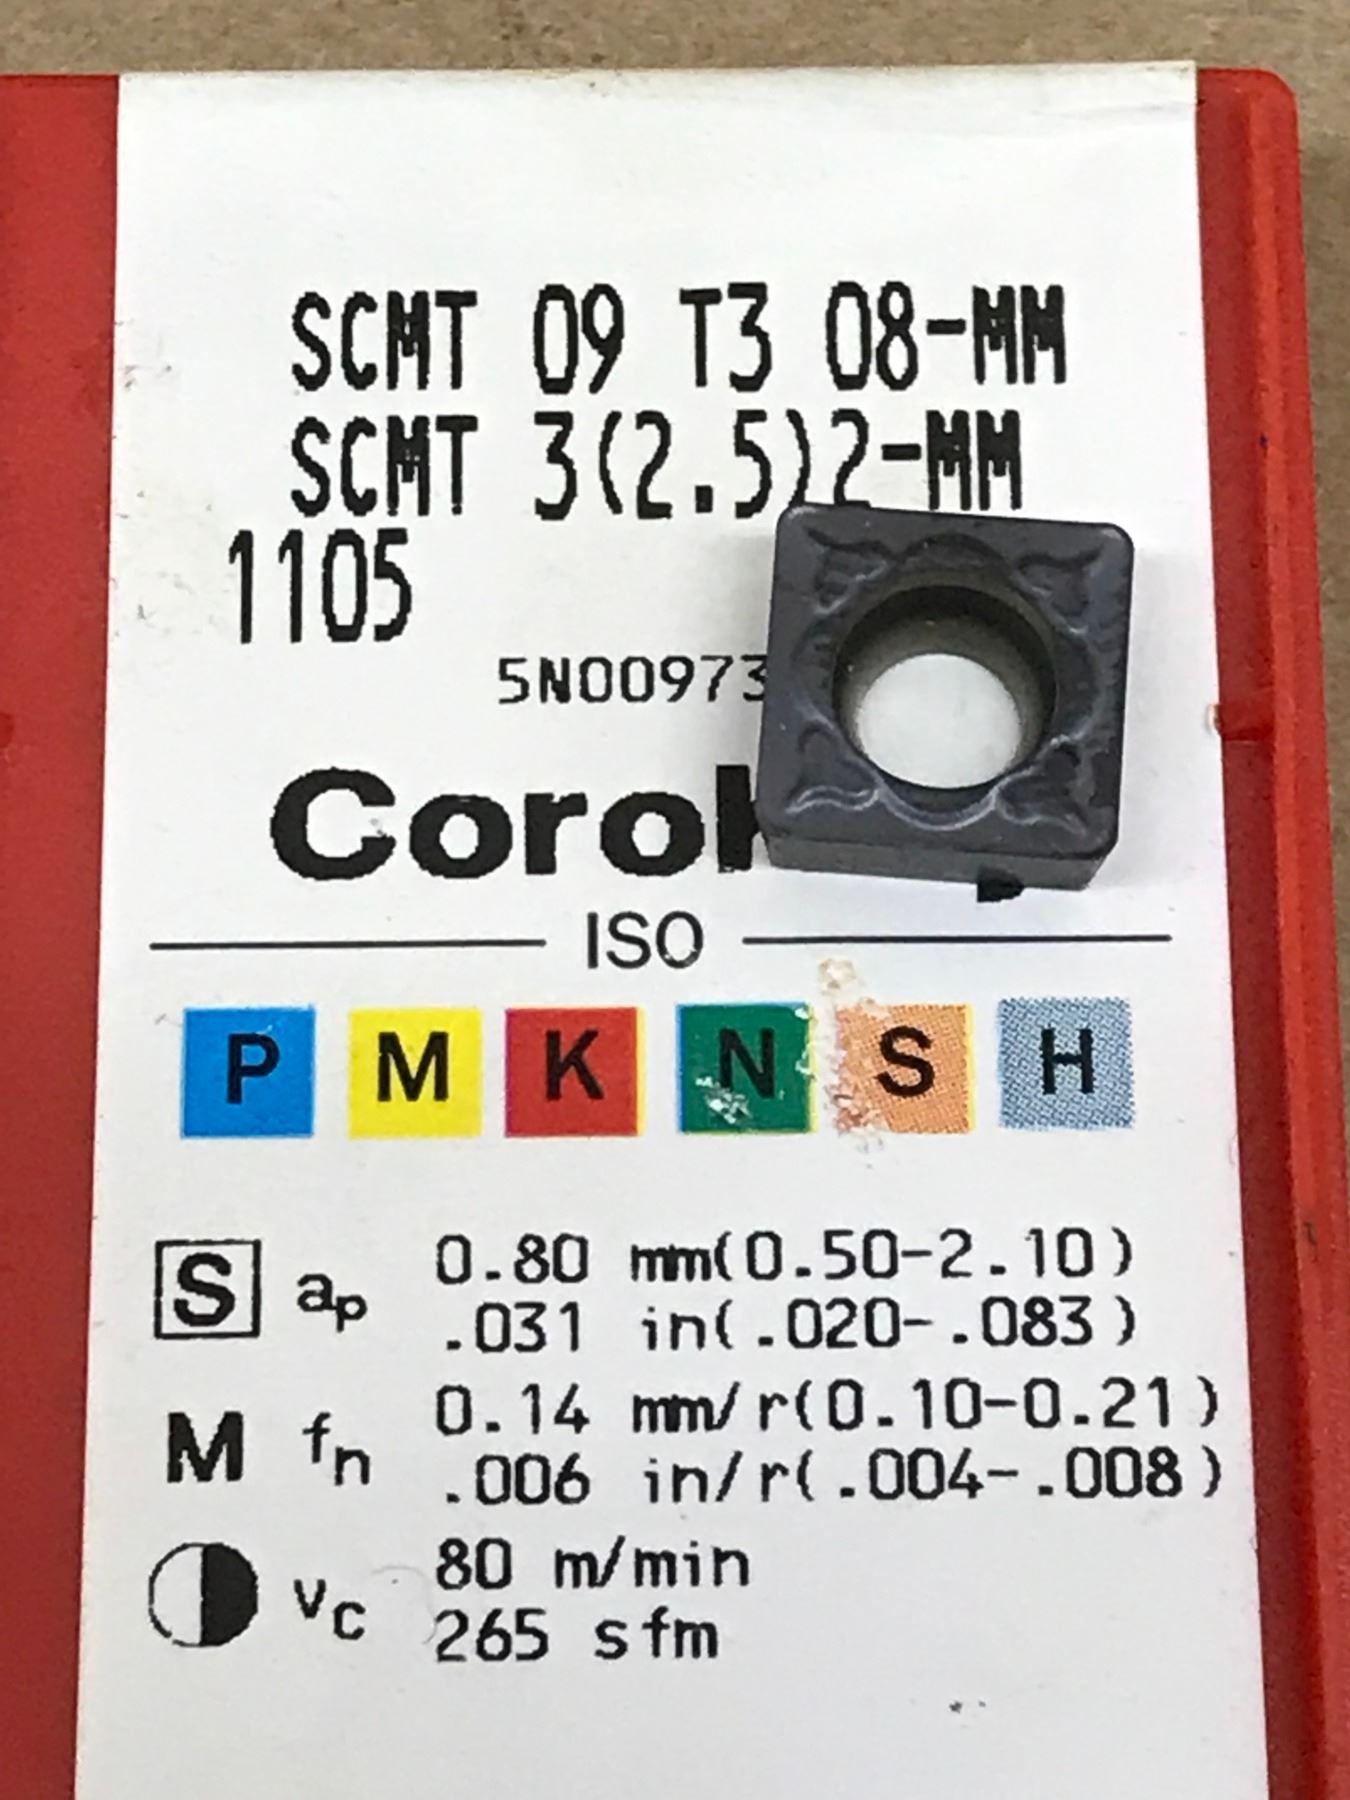 SCMT 09 T3 08-MM
SCMT 3(2.5)2-MM
1105
5N00973
Coro
ISO
P M K N S H
S ap 0.80 mm(0.50-2.10)
.031 in(.020-.083)
M fn 0.14 mm/r(0.10-0.21)
.006 in/r(.004-.008)
vc 80 m/min
265 sfm